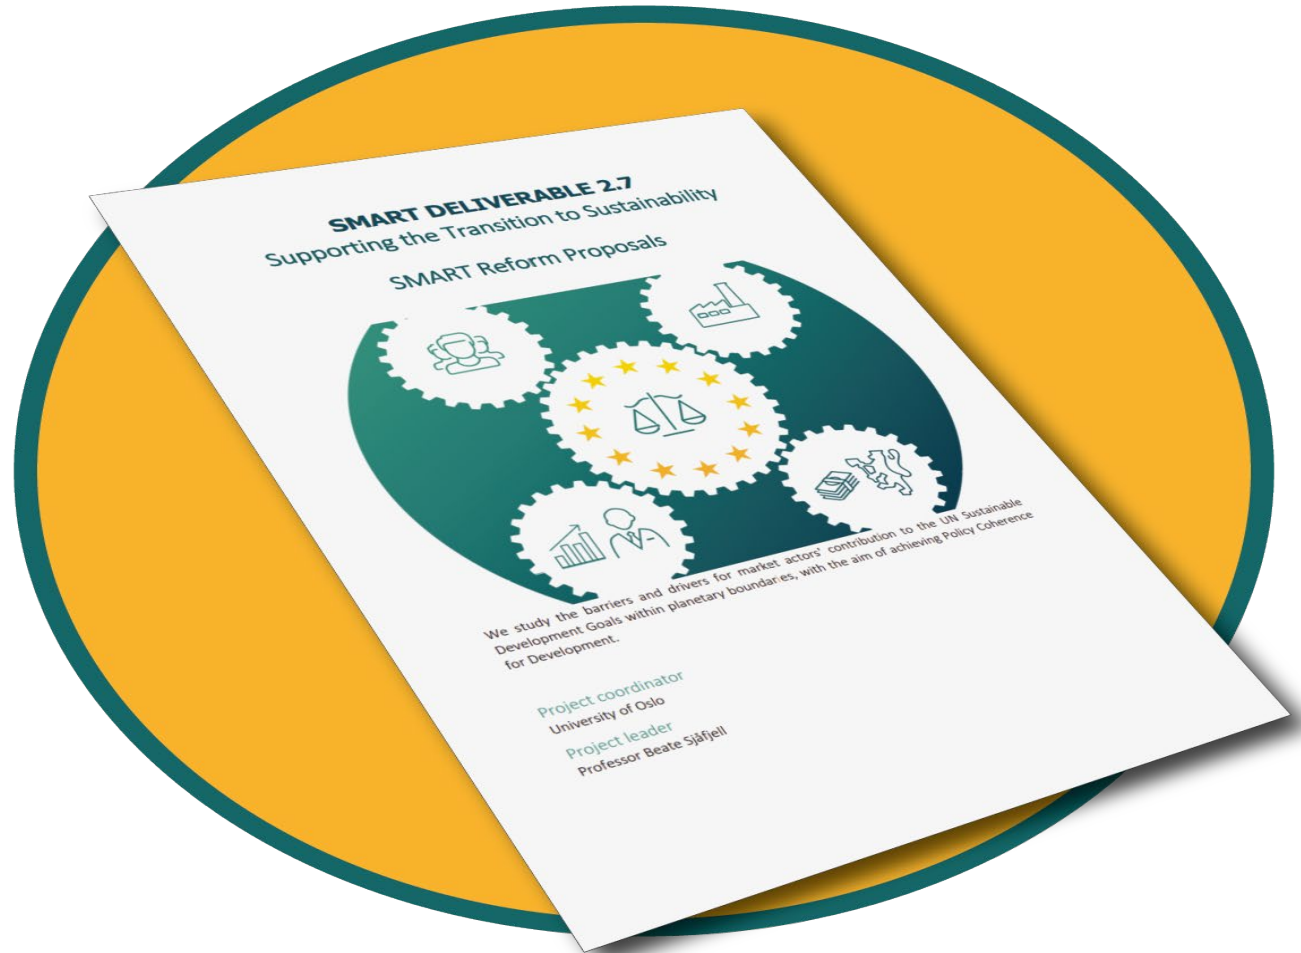 SMART DELIVERABLE 2.7
Supporting the Transition to Sustainability
SMART Reform Proposals
We study the barriers and drivers for market actors' contribution to the UN Sustainable
Development Goals within planetary boundaries, with the aim of achieving Policy Coherence
for Development.
Project coordinator
University of Oslo
Project leader
Professor Beate Sjåfjell